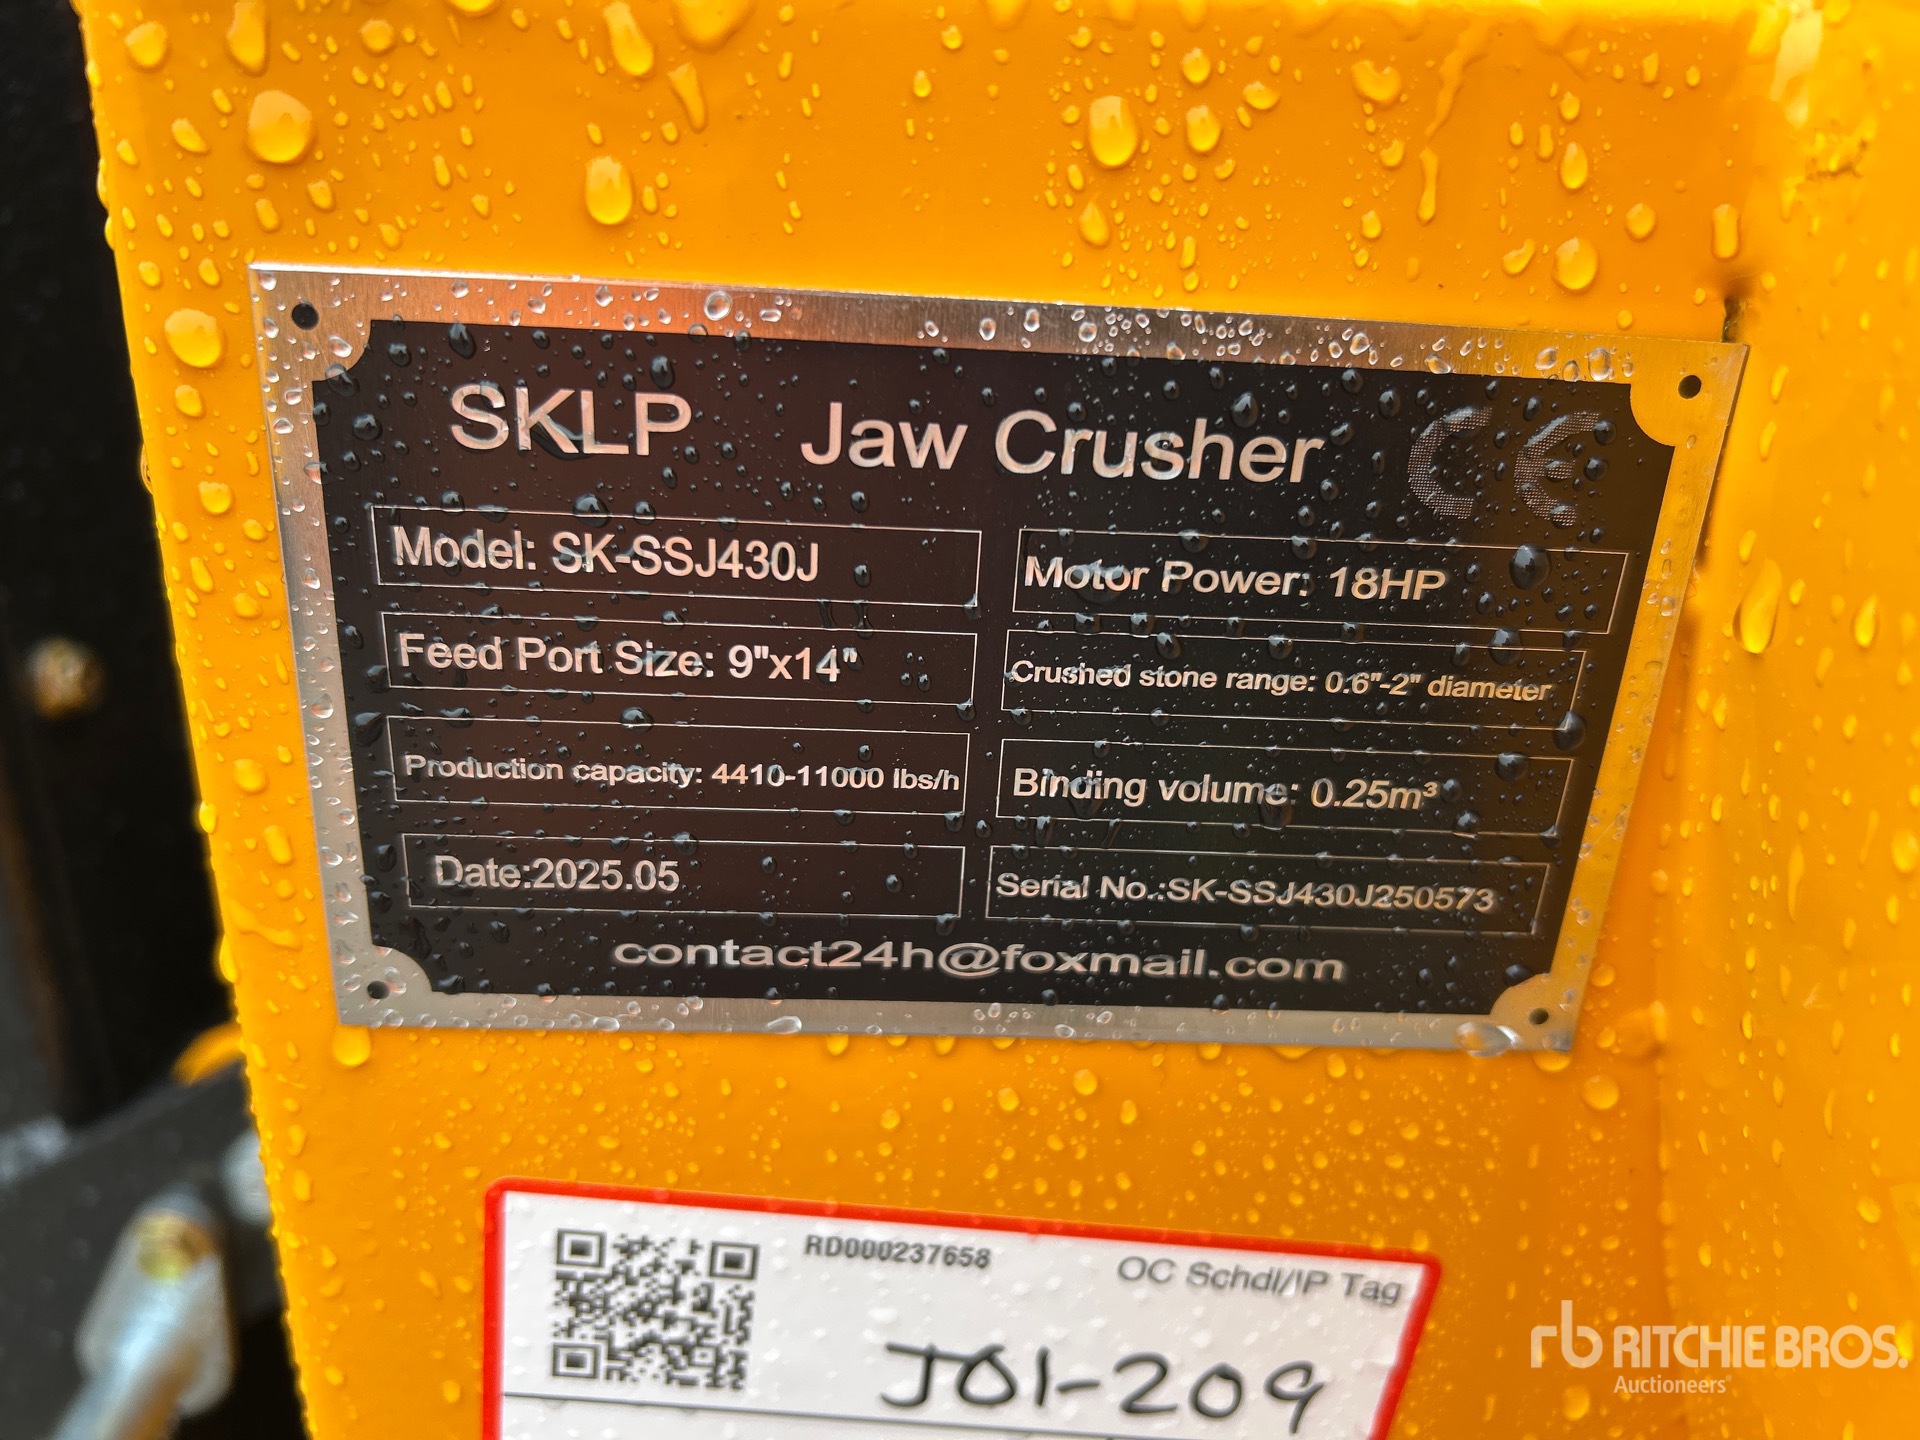 SKLP Jaw Crusher CE
Model: SK-SSJ430J
Motor Power: 18HP
Feed Port Size: 9"x14"
Crushed stone range: 0.6"-2" diameter
Production capacity: 4410-11000 lbs/h
Binding volume: 0.25m³
Date:2025.05
Serial No.:SK-SSJ430J250573
contact24h@foxmail.com
RD000237658
OC Schdl/IP Tag
J01-209
rb RITCHIE BROS.
Auctioneers